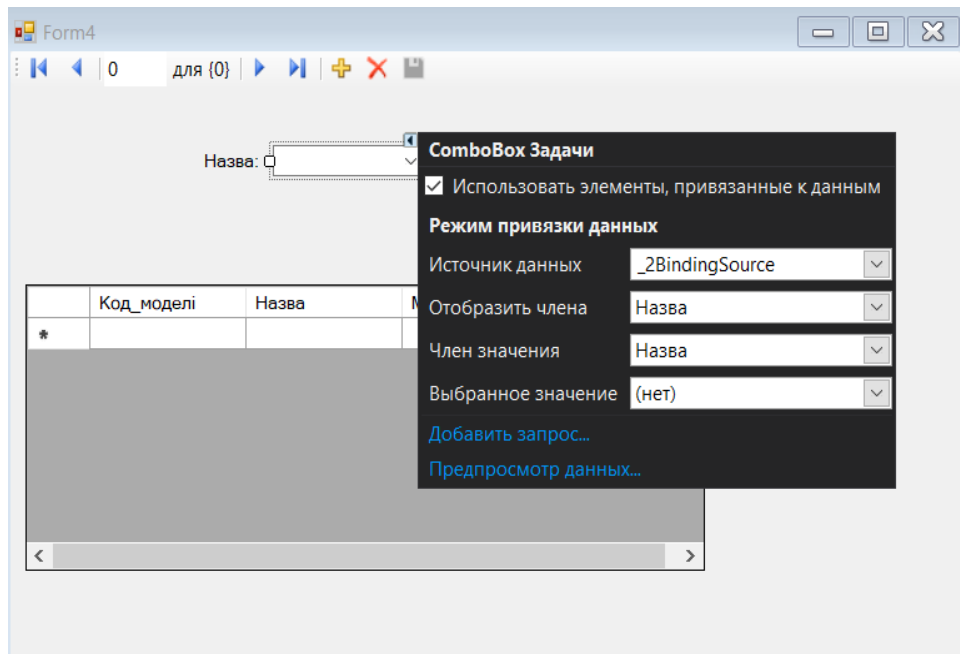 Form4
0 для {0}
Назва:
ComboBox Задачи
Использовать элементы, привязанные к данным
Режим привязки данных
Источник данных _2BindingSource
Отобразить члена Назва
Член значения Назва
Выбранное значение (нет)
Добавить запрос...
Предпросмотр данных...
Код_моделі Назва